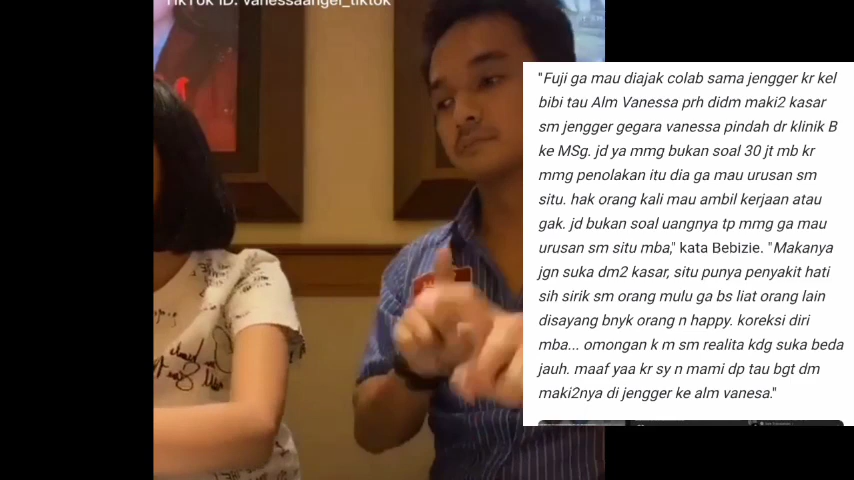 TikTok ID: vanessaangel_tiktok
"Fuji ga mau diajak colab sama jengger kr kel
bibi tau Alm Vanessa prh didm maki2 kasar
sm jengger gegara vanessa pindah dr klinik B
ke MSg. jd ya mmg bukan soal 30 jt mb kr
mmg penolakan itu dia ga mau urusan sm
situ. hak orang kali mau ambil kerjaan atau
gak. jd bukan soal uangnya tp mmg ga mau
urusan sm situ mba," kata Bebizie. "Makanya
jgn suka dm2 kasar, situ punya penyakit hati
sih sirik sm orang mulu ga bs liat orang lain
disayang bnyk orang n happy. koreksi diri
mba... omongan k m sm realita kdg suka beda
jauh. maaf yaa kr sy n mami dp tau bgt dm
maki2nya di jengger ke alm vanesa."